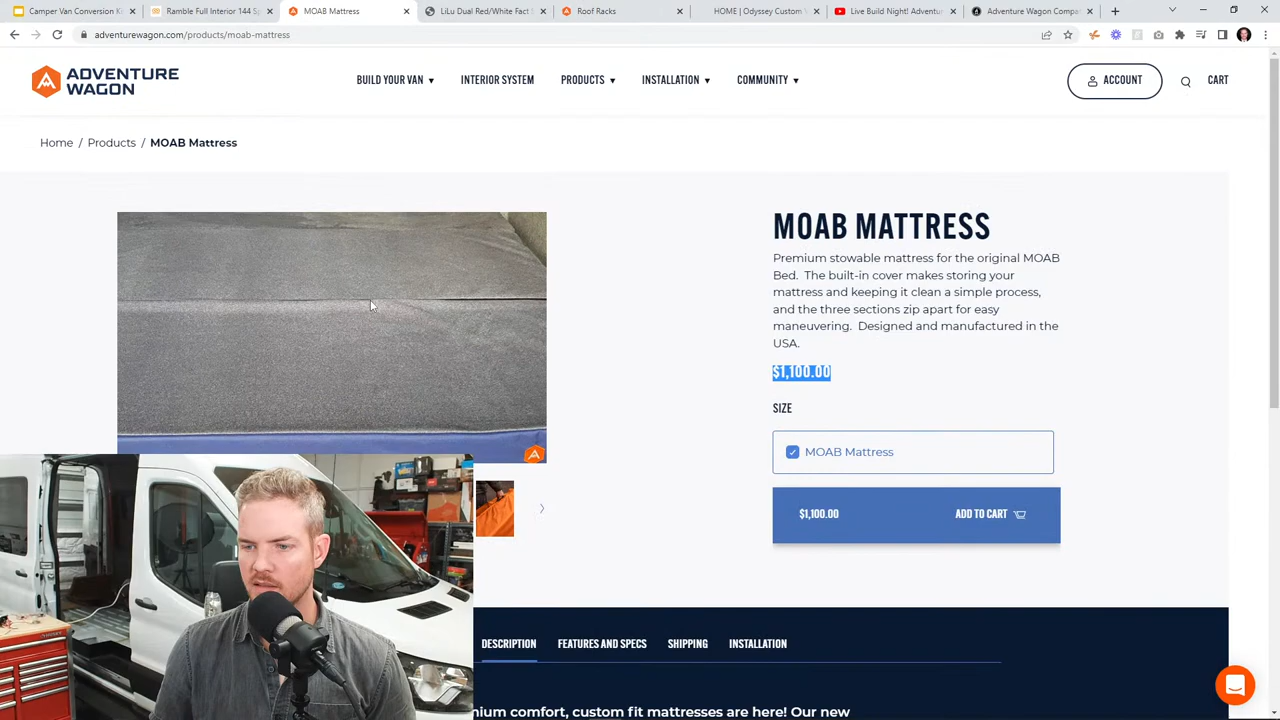 Camper Van Conversion K
Ramble Full Interior 144 Sp
MOAB Mattress
LiLu Dual Red/White Fact S
Roof Racks
HOME | Odyssey Custom V
Live Build Night! Adventur
Adventure Wagon Compe
adventurewagon.com/products/moab-mattress
ADVENTURE
WAGON
BUILD YOUR VAN ▼
INTERIOR SYSTEM
PRODUCTS ▼
INSTALLATION ▼
COMMUNITY ▼
ACCOUNT
CART
Home / Products / MOAB Mattress
MOAB MATTRESS
Premium stowable mattress for the original MOAB
Bed. The built-in cover makes storing your
mattress and keeping it clean a simple process,
and the three sections zip apart for easy
maneuvering. Designed and manufactured in the
USA.
$1,100.00
SIZE
MOAB Mattress
$1,100.00 ADD TO CART
DESCRIPTION
FEATURES AND SPECS
SHIPPING
INSTALLATION
nium comfort, custom fit mattresses are here! Our new